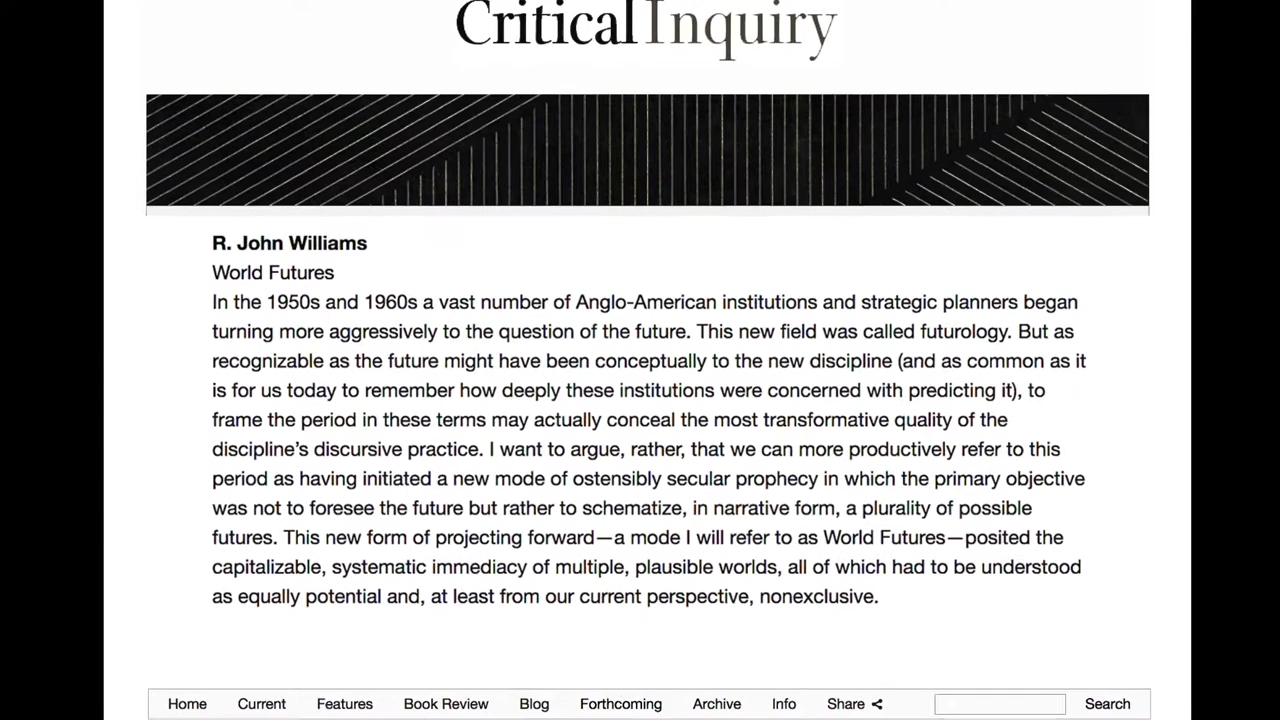 Critical Inquiry
R. John Williams
World Futures
In the 1950s and 1960s a vast number of Anglo-American institutions and strategic planners began
turning more aggressively to the question of the future. This new field was called futurology. But as
recognizable as the future might have been conceptually to the new discipline (and as common as it
is for us today to remember how deeply these institutions were concerned with predicting it), to
frame the period in these terms may actually conceal the most transformative quality of the
discipline's discursive practice. I want to argue, rather, that we can more productively refer to this
period as having initiated a new mode of ostensibly secular prophecy in which the primary objective
was not to foresee the future but rather to schematize, in narrative form, a plurality of possible
futures. This new form of projecting forward—a mode I will refer to as World Futures—posited the
capitalizable, systematic immediacy of multiple, plausible worlds, all of which had to be understood
as equally potential and, at least from our current perspective, nonexclusive.
Home Current Features Book Review Blog Forthcoming Archive Info Share Search